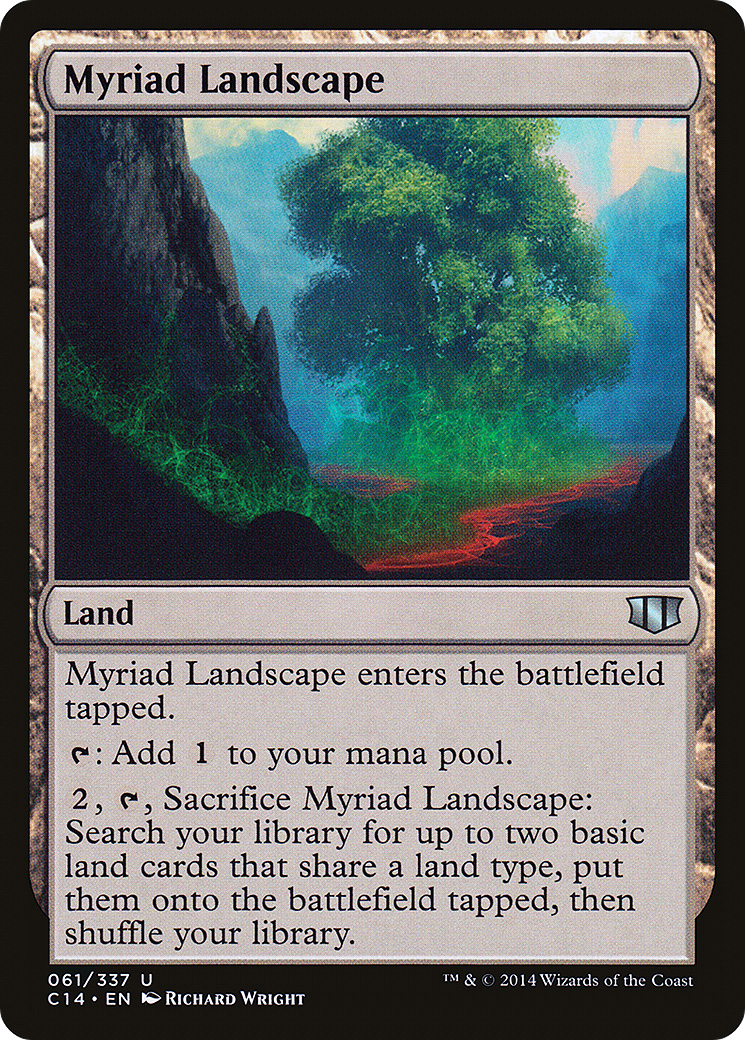 Myriad Landscape
Land
Myriad Landscape enters the battlefield
tapped.
: Add 1 to your mana pool.
2, , Sacrifice Myriad Landscape:
Search your library for up to two basic
land cards that share a land type, put
them onto the battlefield tapped, then
shuffle your library.
061/337 U
™ & © 2014 Wizards of the Coast
C14 • EN Richard Wright